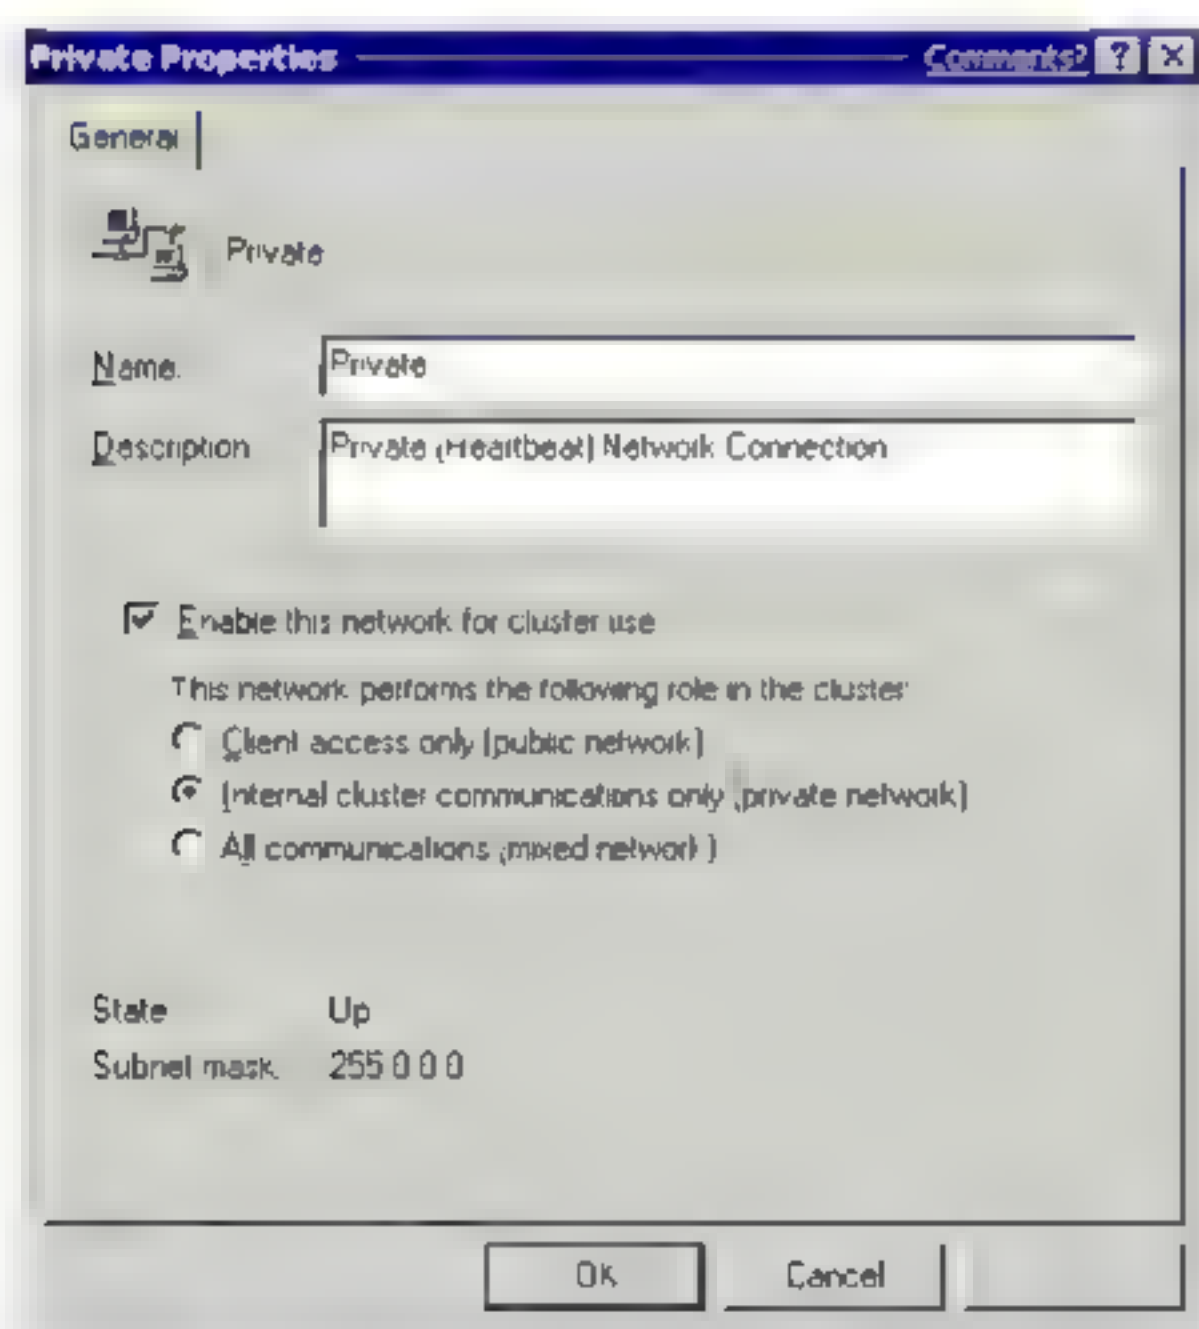 Private Properties Comments? ? X
General
Private
Name: Private
Description: Private (Heartbeat) Network Connection
Enable this network for cluster use
This network performs the following role in the cluster:
Client access only (public network)
Internal cluster communications only (private network)
All communications (mixed network)
State: Up
Subnet mask: 255.0.0.0
OK Cancel